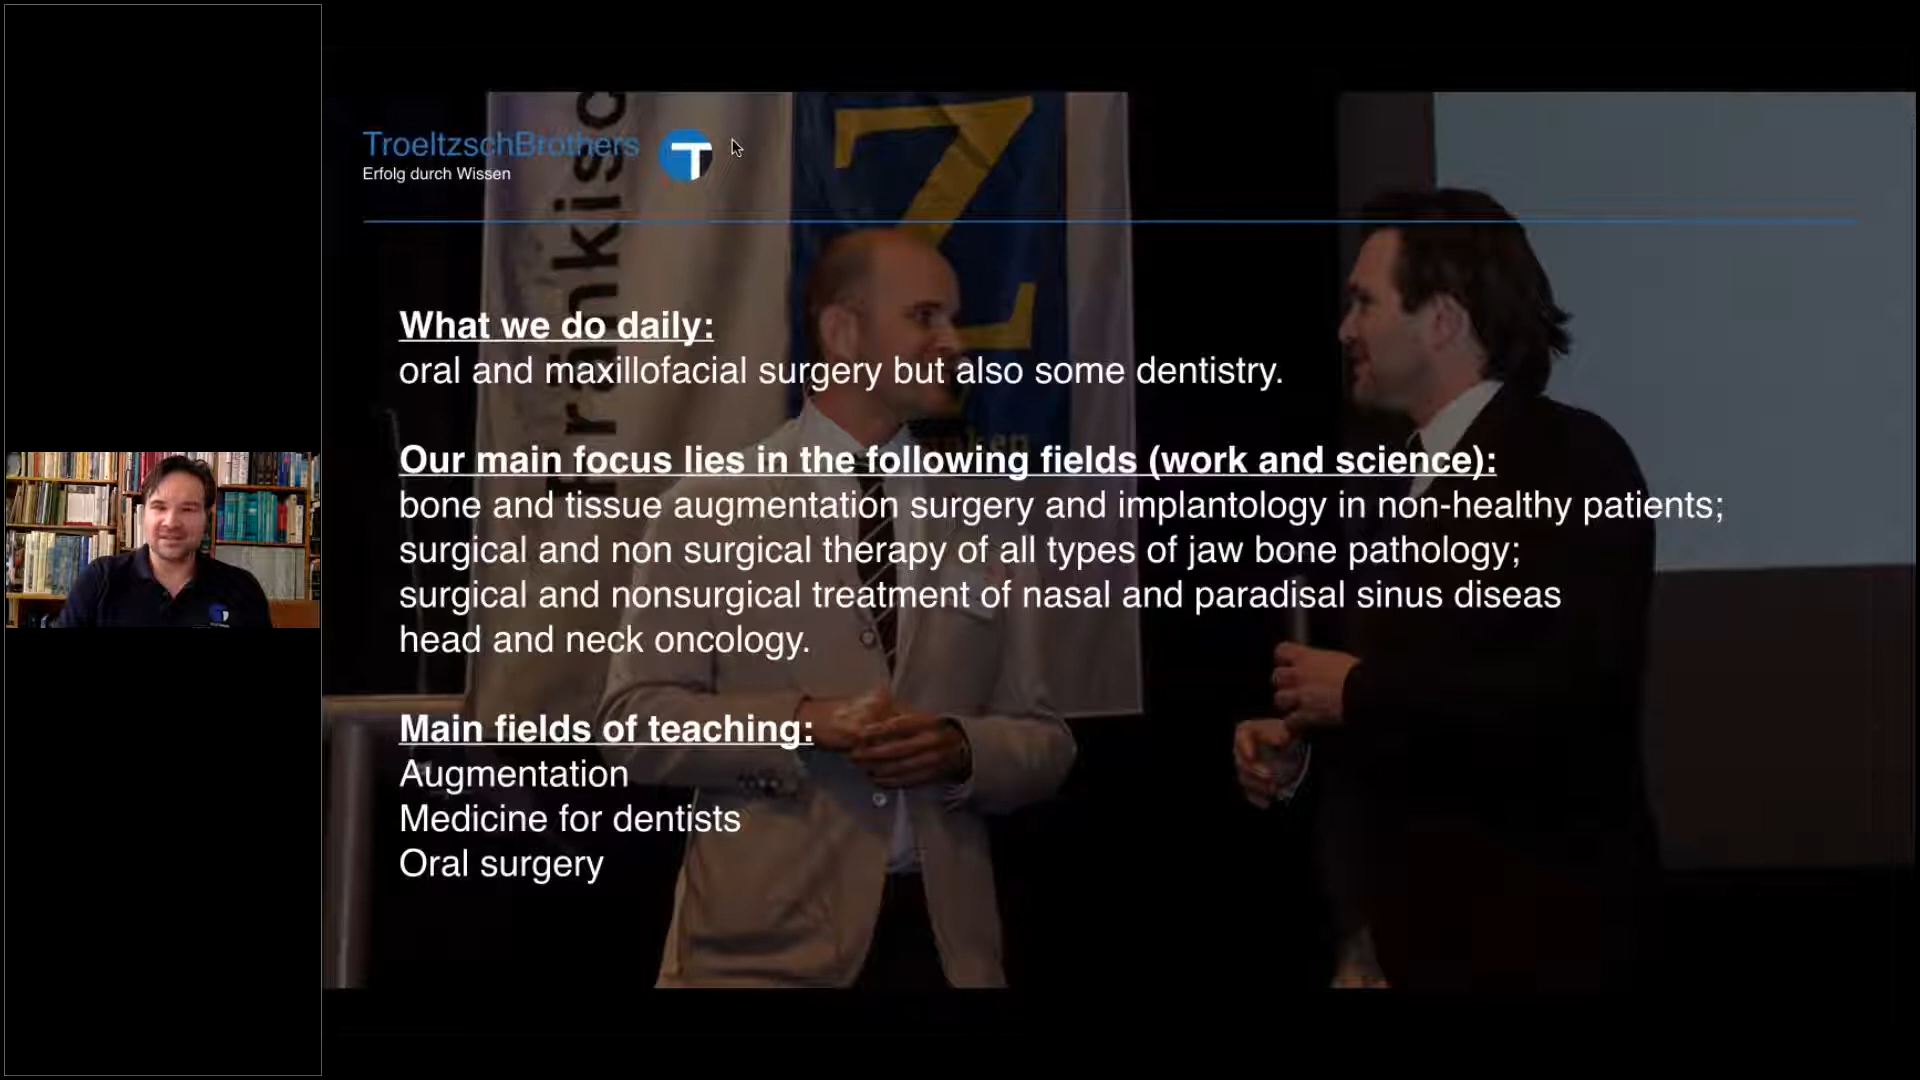 TroeltzschBrothers
Erfolg durch Wissen
T
What we do daily:
oral and maxillofacial surgery but also some dentistry.
Our main focus lies in the following fields (work and science):
bone and tissue augmentation surgery and implantology in non-healthy patients;
surgical and non surgical therapy of all types of jaw bone pathology;
surgical and nonsurgical treatment of nasal and paradisal sinus diseas
head and neck oncology.
Main fields of teaching:
Augmentation
Medicine for dentists
Oral surgery